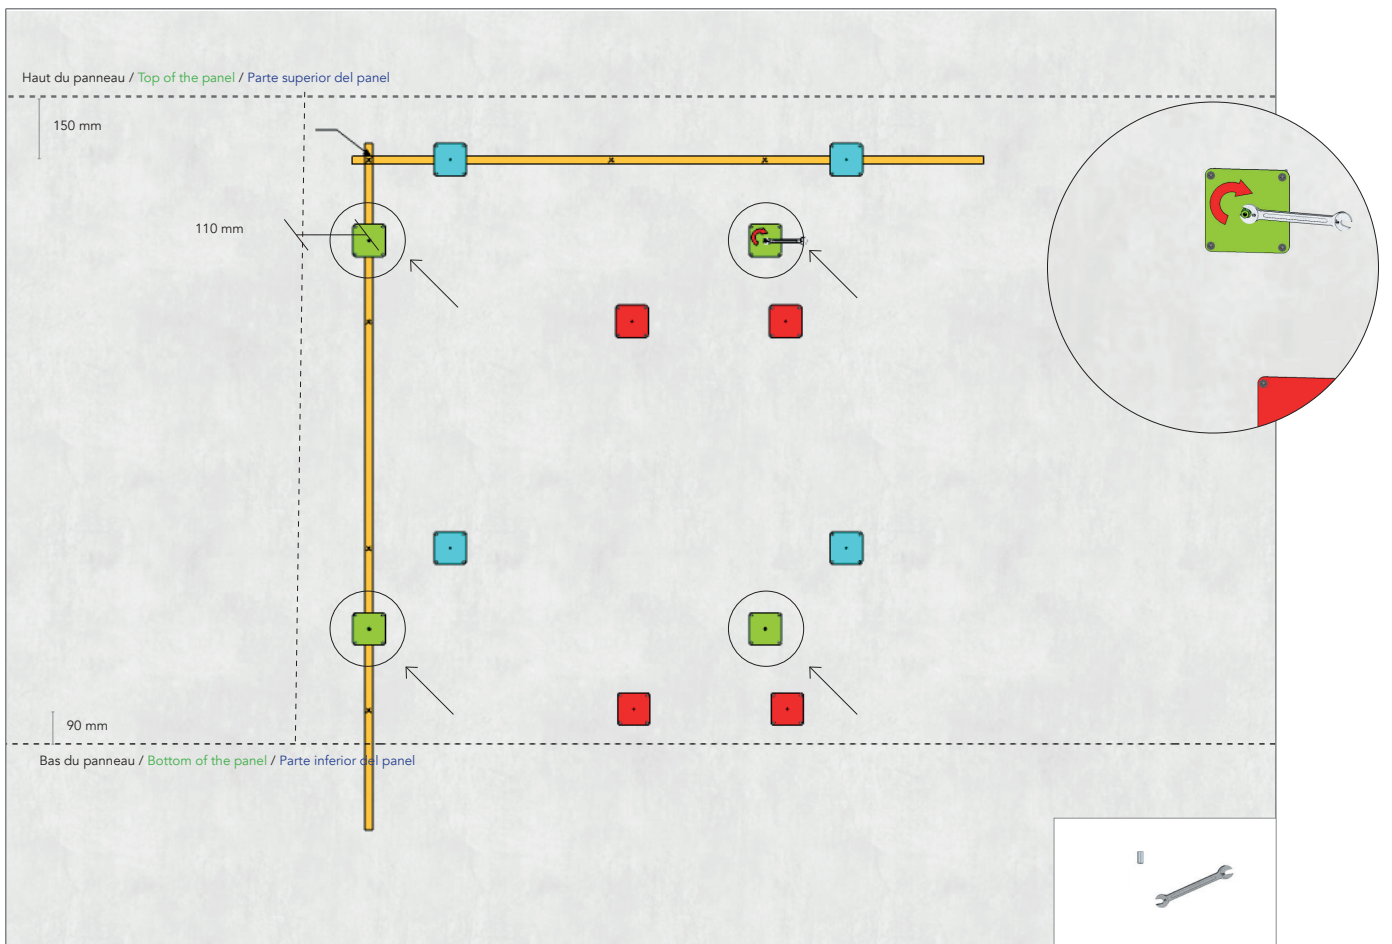 Haut du panneau / Top of the panel / Parte superior del panel
150 mm
110 mm
90 mm
Bas du panneau / Bottom of the panel / Parte inferior del panel